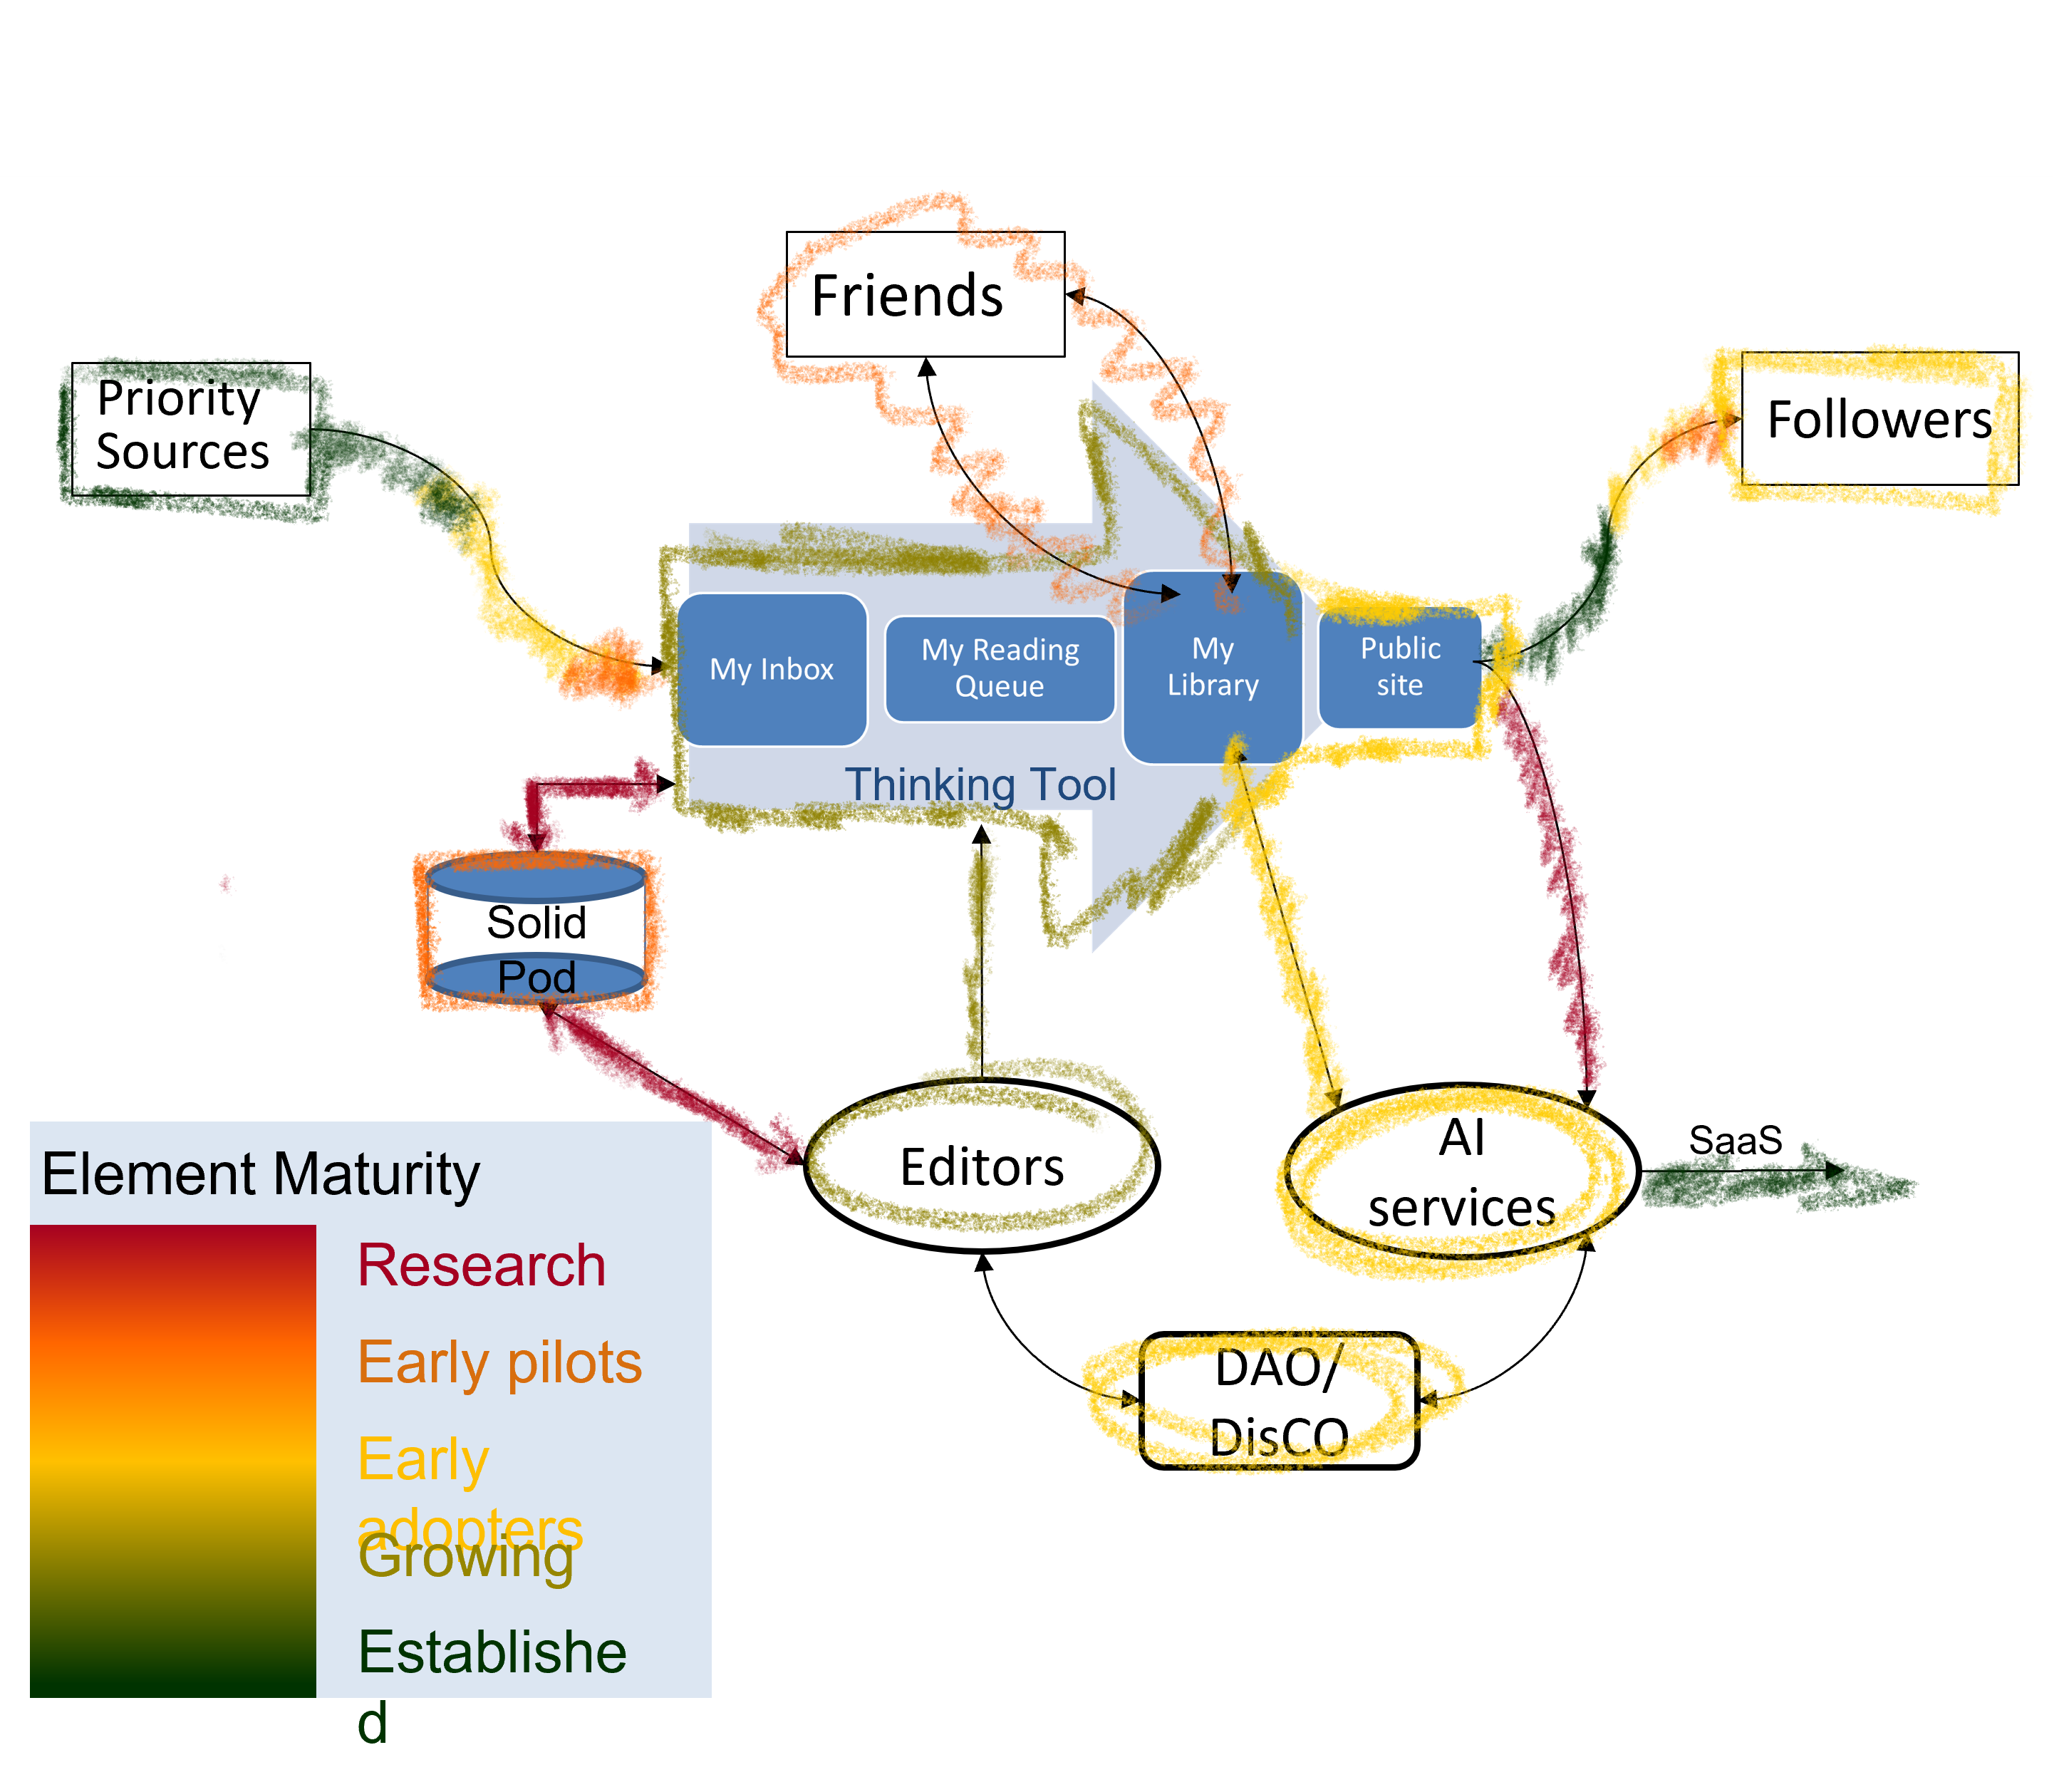 Friends
Priority
Sources
Followers
My Inbox
My Reading
Queue
My
Library
Public
site
Thinking Tool
Solid
Pod
Editors
AI
services
SaaS
DAO/
DisCO
Element Maturity
Research
Early pilots
Early
adopters
Growing
Establishe
d